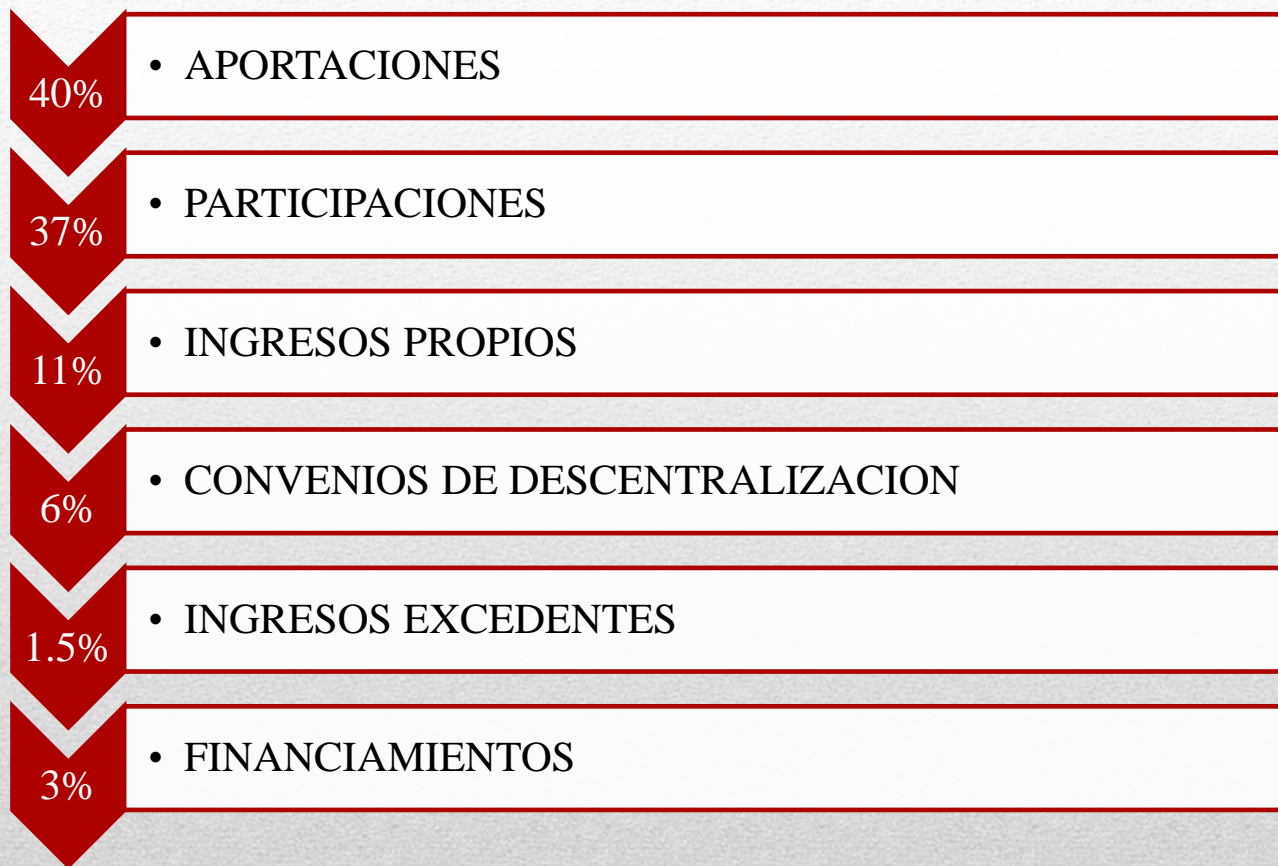 40%
• APORTACIONES
37%
• PARTICIPACIONES
11%
• INGRESOS PROPIOS
6%
• CONVENIOS DE DESCENTRALIZACION
1.5%
• INGRESOS EXCEDENTES
3%
• FINANCIAMIENTOS